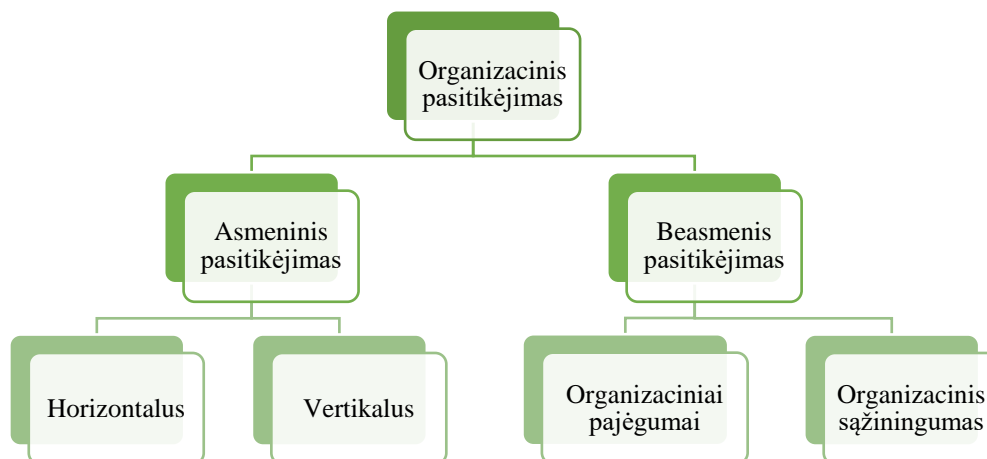 Organizacinis
pasitikėjimas
Asmeninis
pasitikėjimas
Beasmenis
pasitikėjimas
Horizontalus
Vertikalus
Organizaciniai
pajėgumai
Organizacinis
sąžiningumas